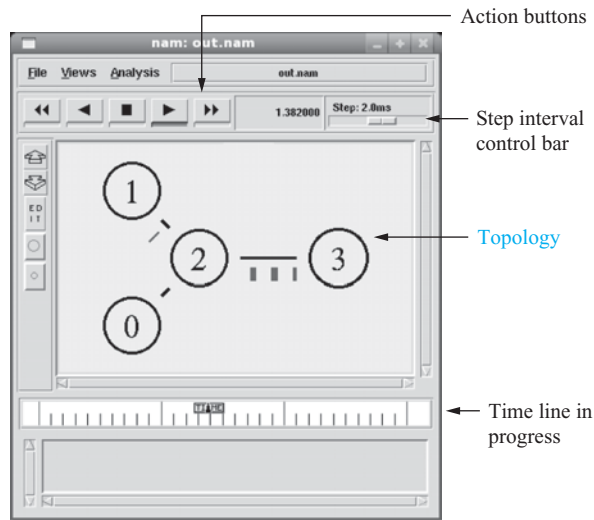 Action buttons
nam: out.nam
File Views Analysis out.nam
1.382000 Step: 2.0ms
Step interval
control bar
ED
IT
1
2
3
0
Topology
TIME
Time line in
progress